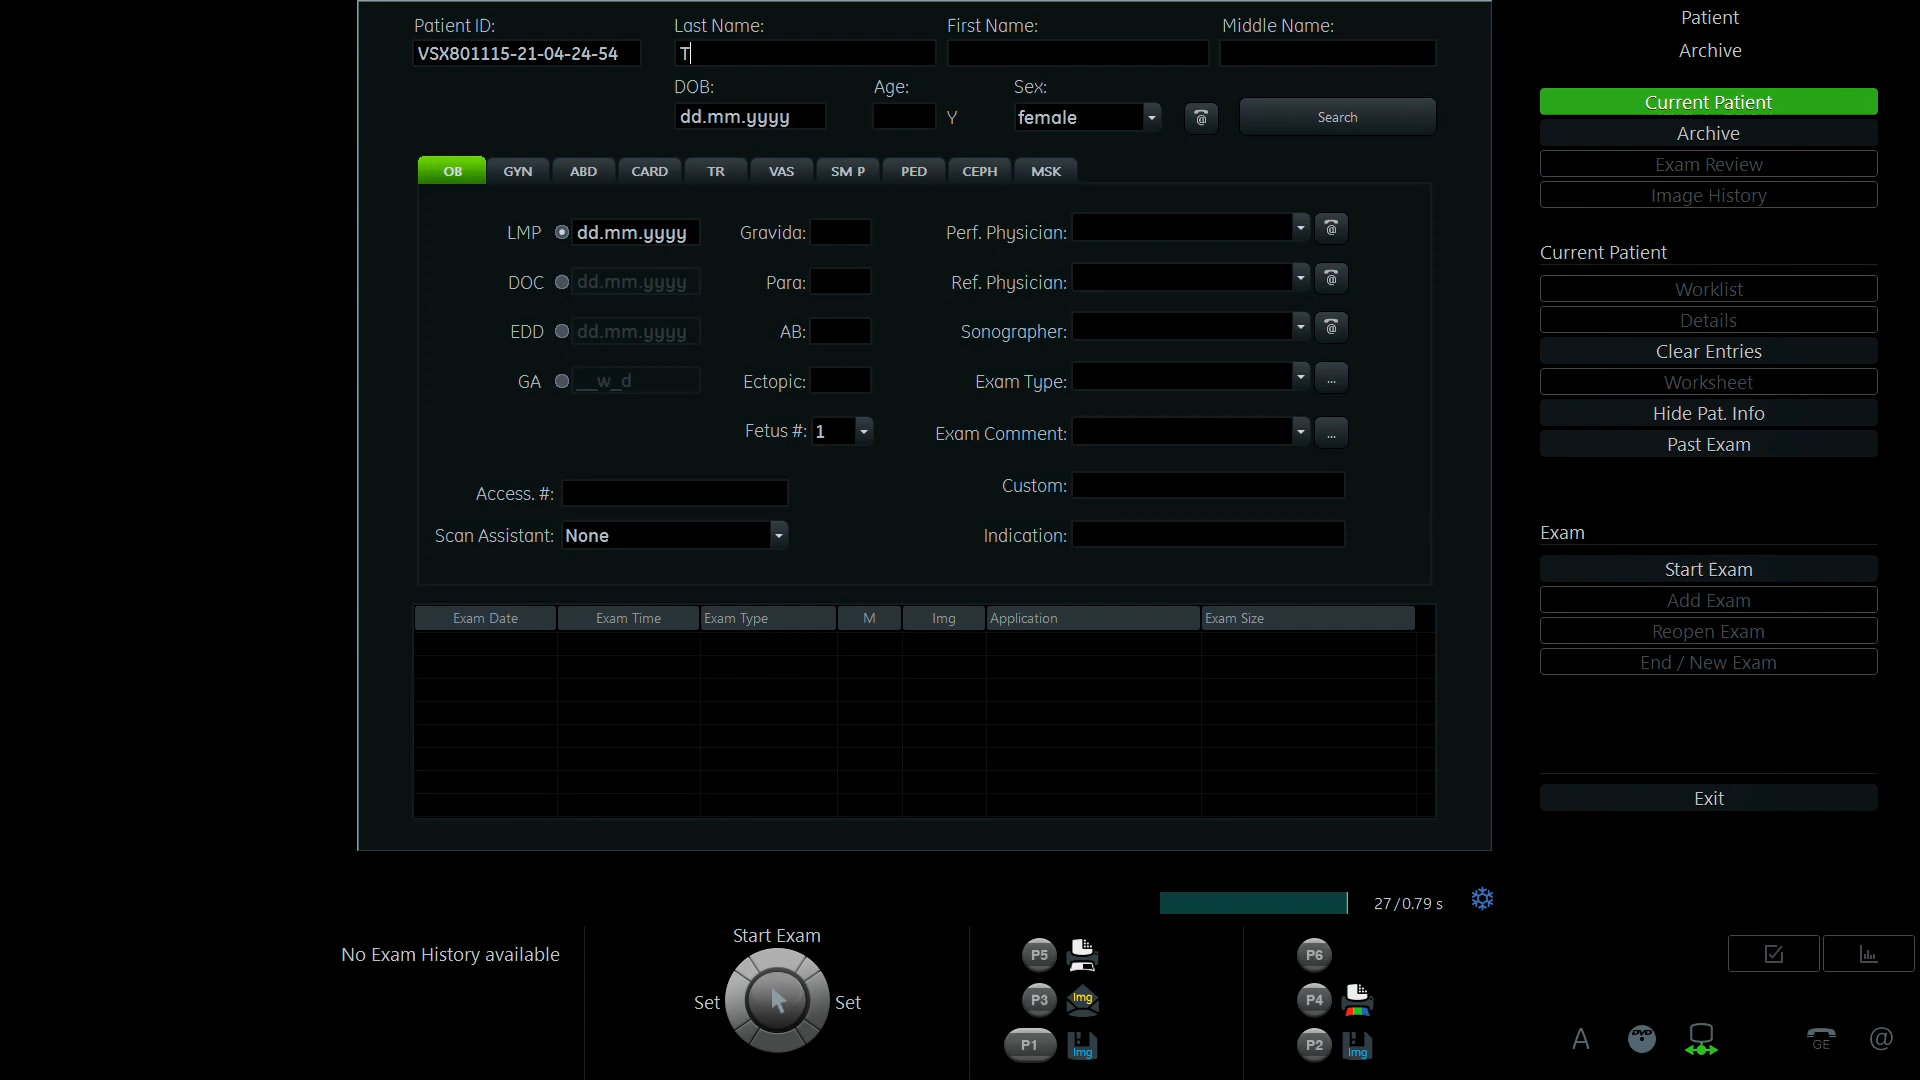 Patient ID: Last Name: First Name: Middle Name:
VSX801115-21-04-24-54 T
DOB: Age: Sex:
dd.mm.yyyy Y female @ Search
OB GYN ABD CARD TR VAS SM P PED CEPH MSK
LMP dd.mm.yyyy Gravida: Perf. Physician: @
DOC dd.mm.yyyy Para: Ref. Physician: @
EDD dd.mm.yyyy AB: Sonographer: @
GA __w_d Ectopic: Exam Type: ...
Fetus #: 1 Exam Comment: ...
Access. #: Custom:
Scan Assistant: None Indication:
Exam Date Exam Time Exam Type M Img Application Exam Size
27/0.79 s
Patient
Archive
Current Patient
Archive
Exam Review
Image History
Current Patient
Worklist
Details
Clear Entries
Worksheet
Hide Pat. Info
Past Exam
Exam
Start Exam
Add Exam
Reopen Exam
End / New Exam
Exit
No Exam History available
Start Exam
Set Set
P5 P6
P3 Img P4
P1 Img P2 Img
A DVD GE @